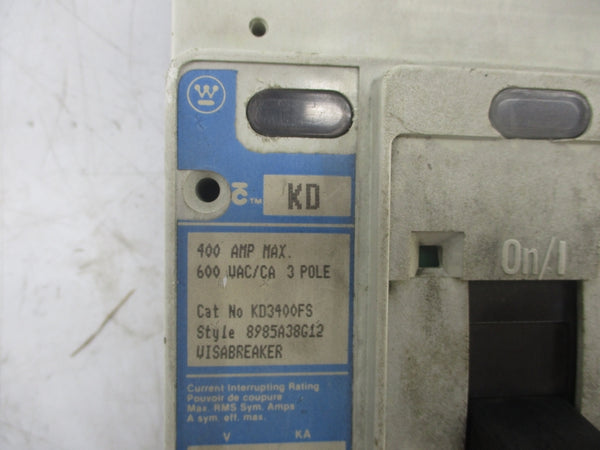 W
C™ KD
400 AMP MAX.
600 VAC/CA 3 POLE
Cat No KD3400FS
Style 8985A38G12
VISABREAKER
On/I
Current Interrupting Rating
Pouvoir de coupure
Max. RMS Sym. Amps
A sym. eff. max.
V KA